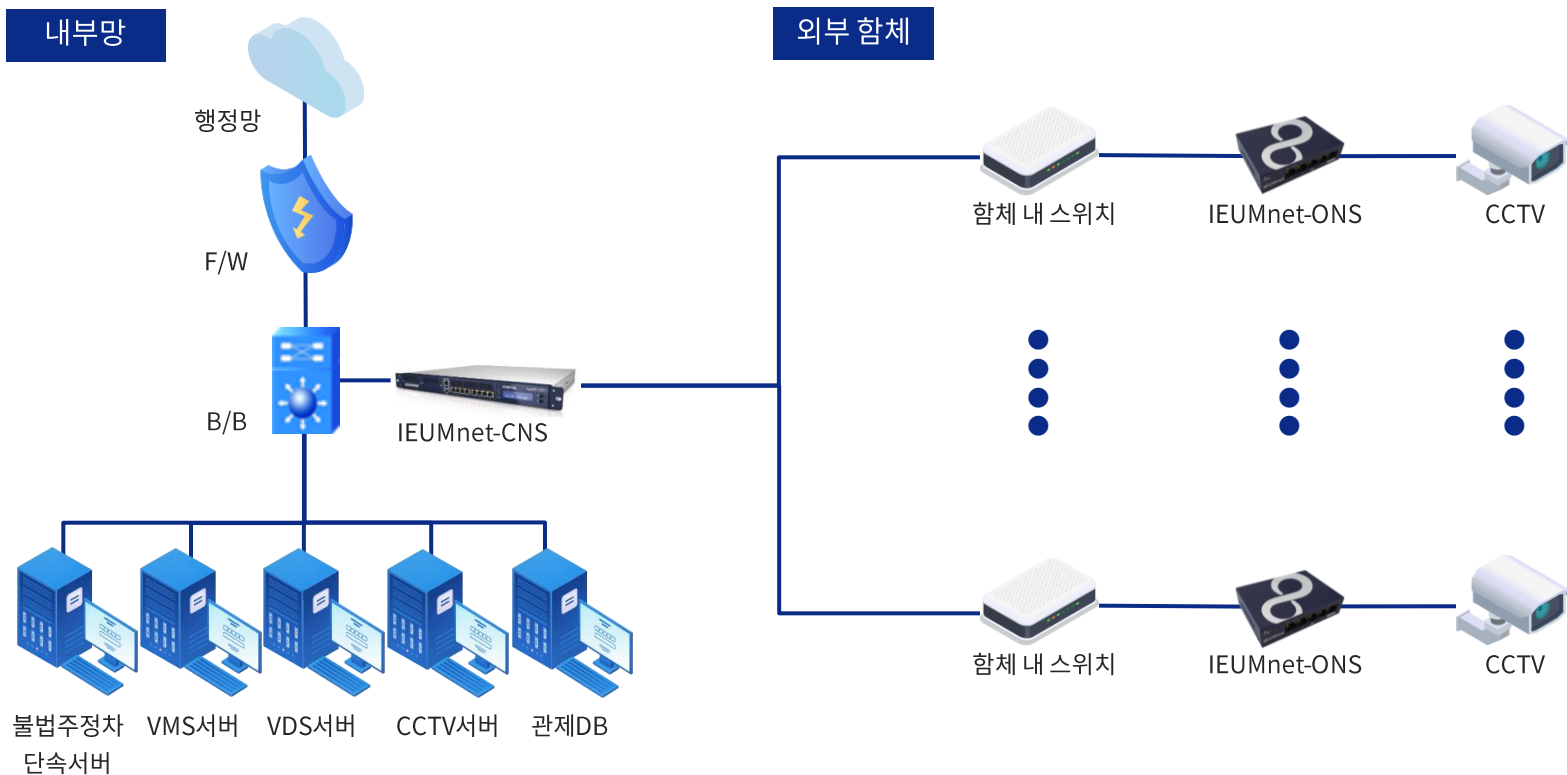 내부망
외부 함체
행정망
F/W
B/B
IEUMnet-CNS
함체 내 스위치
IEUMnet-ONS
CCTV
함체 내 스위치
IEUMnet-ONS
CCTV
불법주정차
단속서버
VMS서버
VDS서버
CCTV서버
관제DB